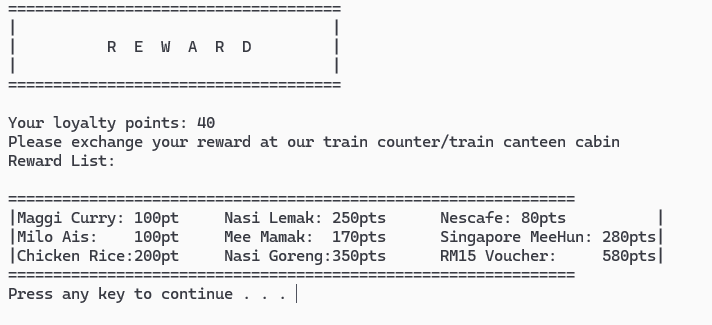 =====================================
|                                   |
|          R E W A R D              |
|                                   |
=====================================
Your loyalty points: 40
Please exchange your reward at our train counter/train canteen cabin
Reward List:
===============================================================
|Maggi Curry: 100pt     Nasi Lemak: 250pts      Nescafe: 80pts          |
|Milo Ais:    100pt     Mee Mamak:  170pts      Singapore MeeHun: 280pts|
|Chicken Rice:200pt     Nasi Goreng:350pts      RM15 Voucher:     580pts|
===============================================================
Press any key to continue . . .